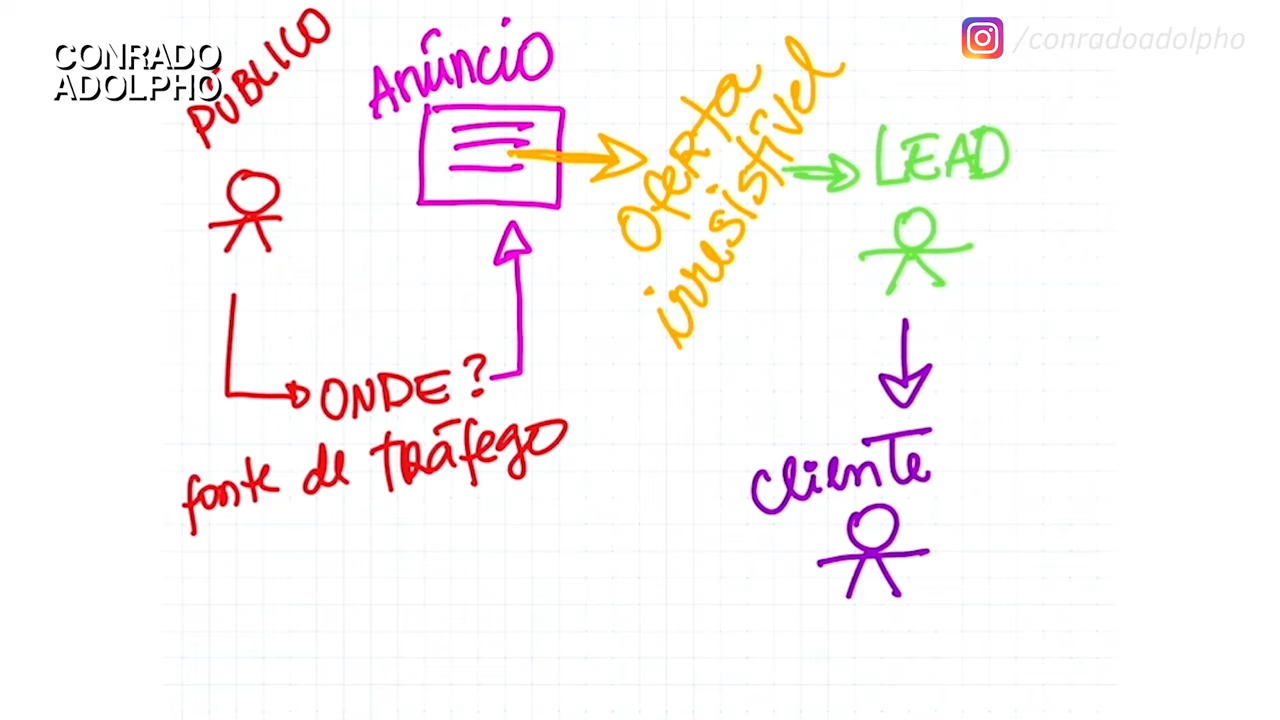 CONRADO
ADOLPHO
/conradoadolpho
PÚBLICO
Anúncio
Oferta
irresistível
LEAD
ONDE?
fonte de tráfego
cliente